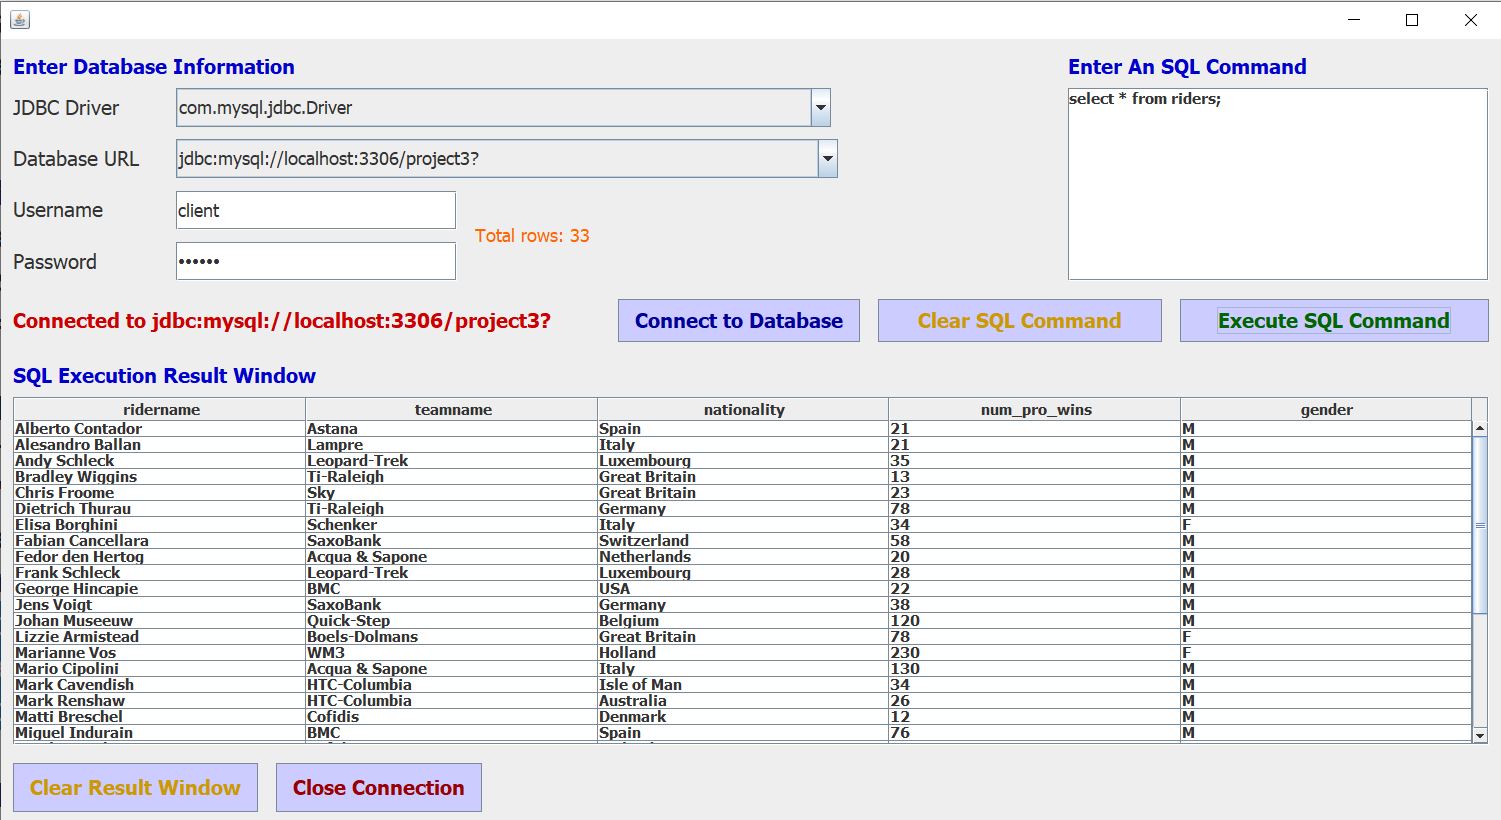 Enter Database Information
Enter An SQL Command
JDBC Driver com.mysql.jdbc.Driver
select * from riders;
Database URL jdbc:mysql://localhost:3306/project3?
Username client
Total rows: 33
Password ••••••
Connected to jdbc:mysql://localhost:3306/project3?
Connect to Database
Clear SQL Command
Execute SQL Command
SQL Execution Result Window
ridername teamname nationality num_pro_wins gender
Alberto Contador Astana Spain 21 M
Alesandro Ballan Lampre Italy 21 M
Andy Schleck Leopard-Trek Luxembourg 35 M
Bradley Wiggins Ti-Raleigh Great Britain 13 M
Chris Froome Sky Great Britain 23 M
Dietrich Thurau Ti-Raleigh Germany 78 M
Elisa Borghini Schenker Italy 34 F
Fabian Cancellara SaxoBank Switzerland 58 M
Fedor den Hertog Acqua & Sapone Netherlands 20 M
Frank Schleck Leopard-Trek Luxembourg 28 M
George Hincapie BMC USA 22 M
Jens Voigt SaxoBank Germany 38 M
Johan Museeuw Quick-Step Belgium 120 M
Lizzie Armistead Boels-Dolmans Great Britain 78 F
Marianne Vos WM3 Holland 230 F
Mario Cipolini Acqua & Sapone Italy 130 M
Mark Cavendish HTC-Columbia Isle of Man 34 M
Mark Renshaw HTC-Columbia Australia 26 M
Matti Breschel Cofidis Denmark 12 M
Miguel Indurain BMC Spain 76 M
Clear Result Window
Close Connection